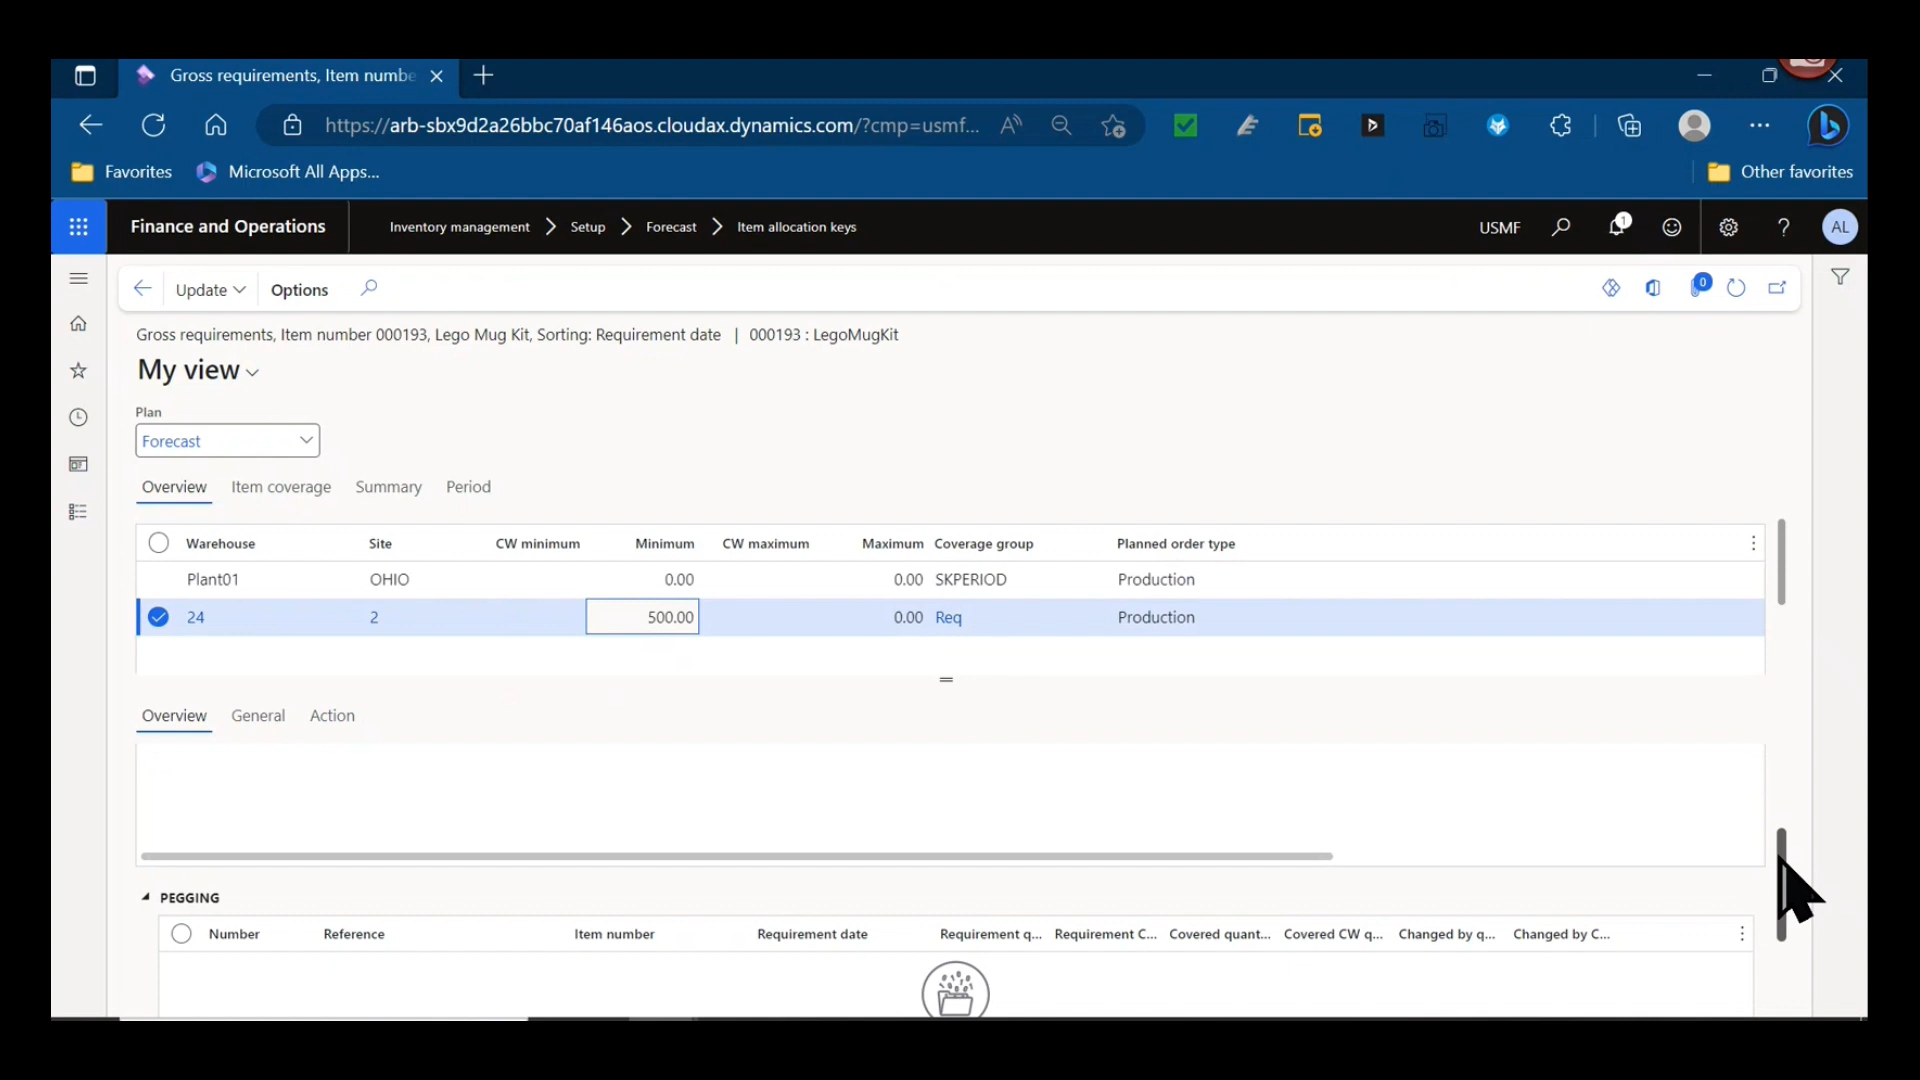 Gross requirements, Item numbe
https://arb-sbx9d2a26bbc70af146aos.cloudax.dynamics.com/?cmp=usmf...
Favorites Microsoft All Apps... Other favorites
Finance and Operations Inventory management Setup Forecast Item allocation keys USMF 1 ? AL
Update Options 0
Gross requirements, Item number 000193, Lego Mug Kit, Sorting: Requirement date | 000193 : LegoMugKit
My view
Plan
Forecast
Overview Item coverage Summary Period
Warehouse Site CW minimum Minimum CW maximum Maximum Coverage group Planned order type
Plant01 OHIO 0.00 0.00 SKPERIOD Production
24 2 500.00 0.00 Req Production
Overview General Action
PEGGING
Number Reference Item number Requirement date Requirement q... Requirement C... Covered quant... Covered CW q... Changed by q... Changed by C...